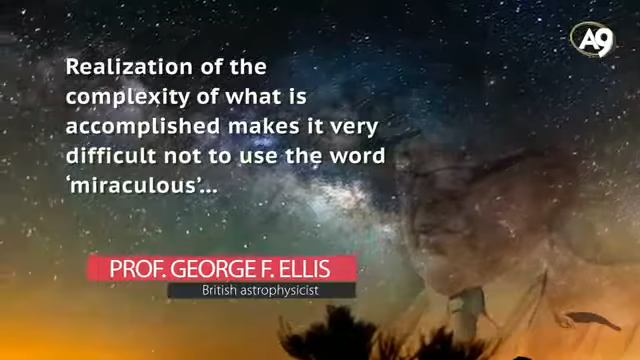 A9
Realization of the
complexity of what is
accomplished makes it very
difficult not to use the word
‘miraculous’...
PROF. GEORGE F. ELLIS
British astrophysicist